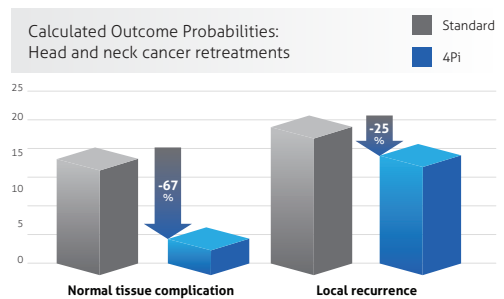 Calculated Outcome Probabilities:
Head and neck cancer retreatments
Standard
4Pi
25
20
15
10
5
0
-67
%
-25
%
Normal tissue complication
Local recurrence